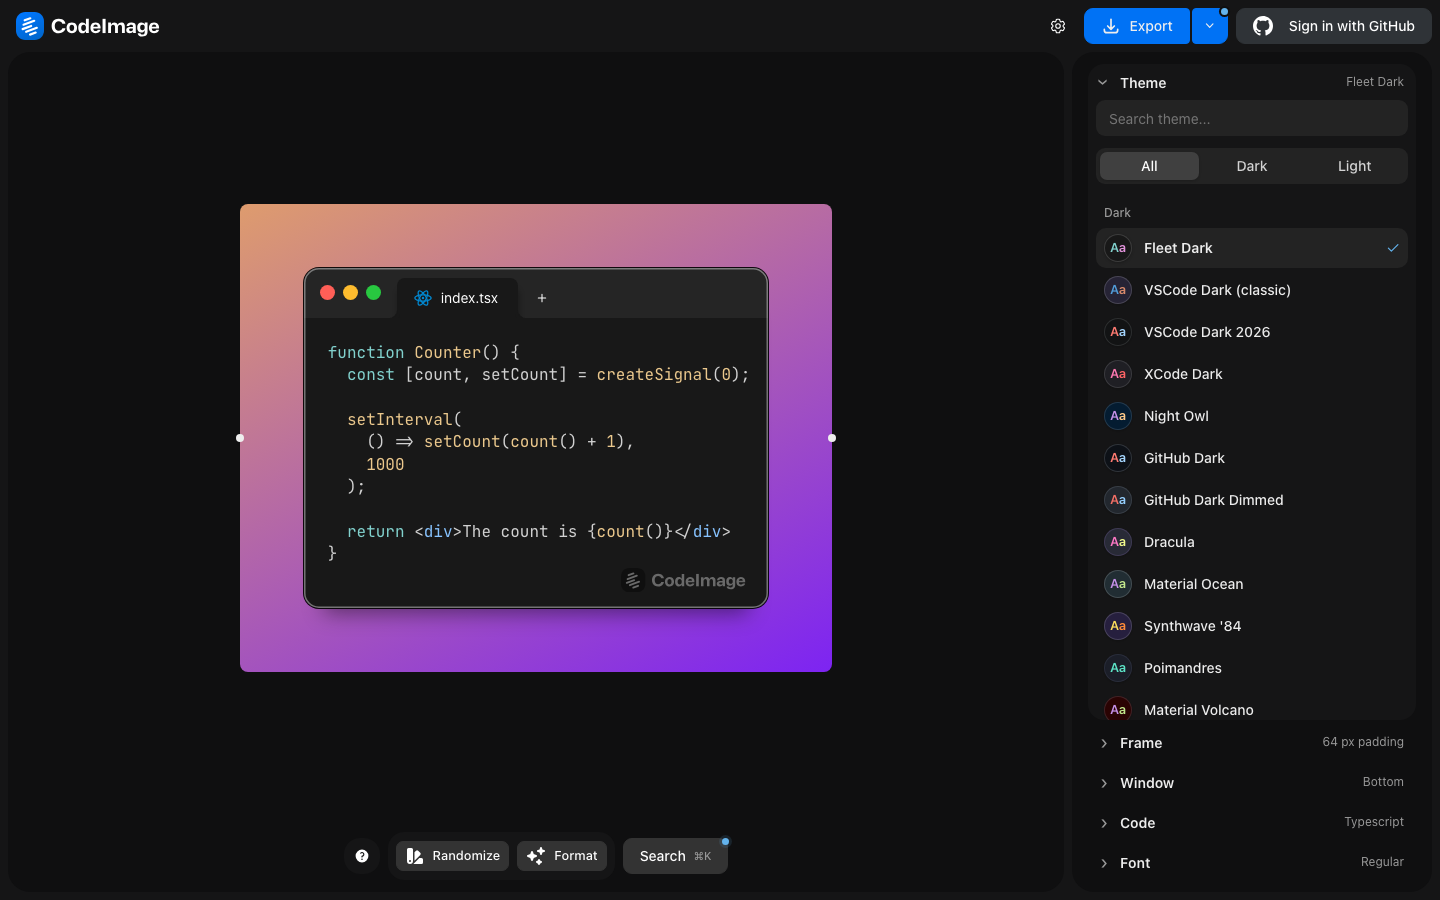 CodeImage
Export
Sign in with GitHub
index.tsx
+
function Counter() {
  const [count, setCount] = createSignal(0);

  setInterval(
    () => setCount(count() + 1),
    1000
  );

  return <div>The count is {count()}</div>
}
CodeImage
Randomize
Format
Search ⌘K
Theme
Fleet Dark
Search theme...
All
Dark
Light
Dark
Aa Fleet Dark
Aa VSCode Dark (classic)
Aa VSCode Dark 2026
Aa XCode Dark
Aa Night Owl
Aa GitHub Dark
Aa GitHub Dark Dimmed
Aa Dracula
Aa Material Ocean
Aa Synthwave '84
Aa Poimandres
Aa Material Volcano
Frame
64 px padding
Window
Bottom
Code
Typescript
Font
Regular